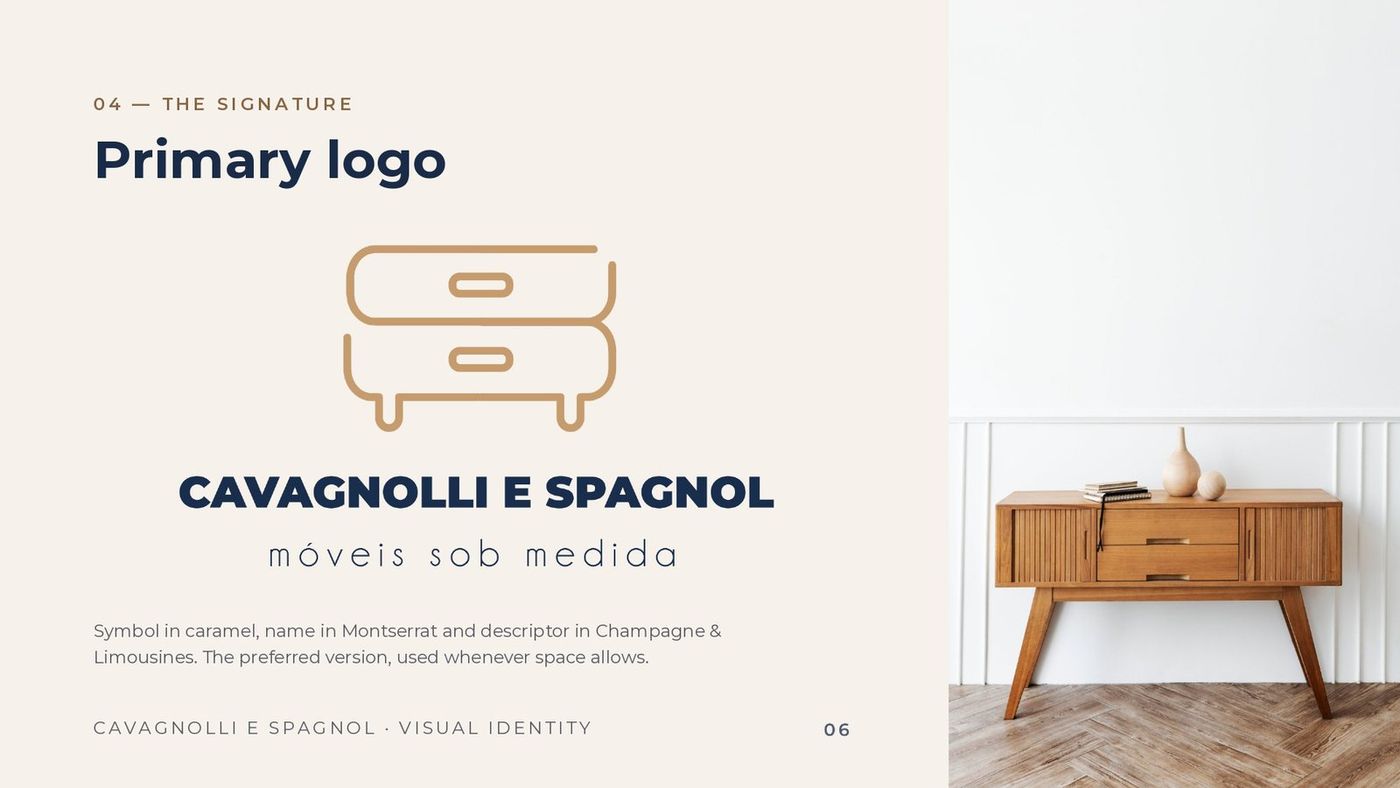 04 — THE SIGNATURE
Primary logo
CAVAGNOLLI E SPAGNOL
móveis sob medida
Symbol in caramel, name in Montserrat and descriptor in Champagne &
Limousines. The preferred version, used whenever space allows.
CAVAGNOLLI E SPAGNOL · VISUAL IDENTITY
06